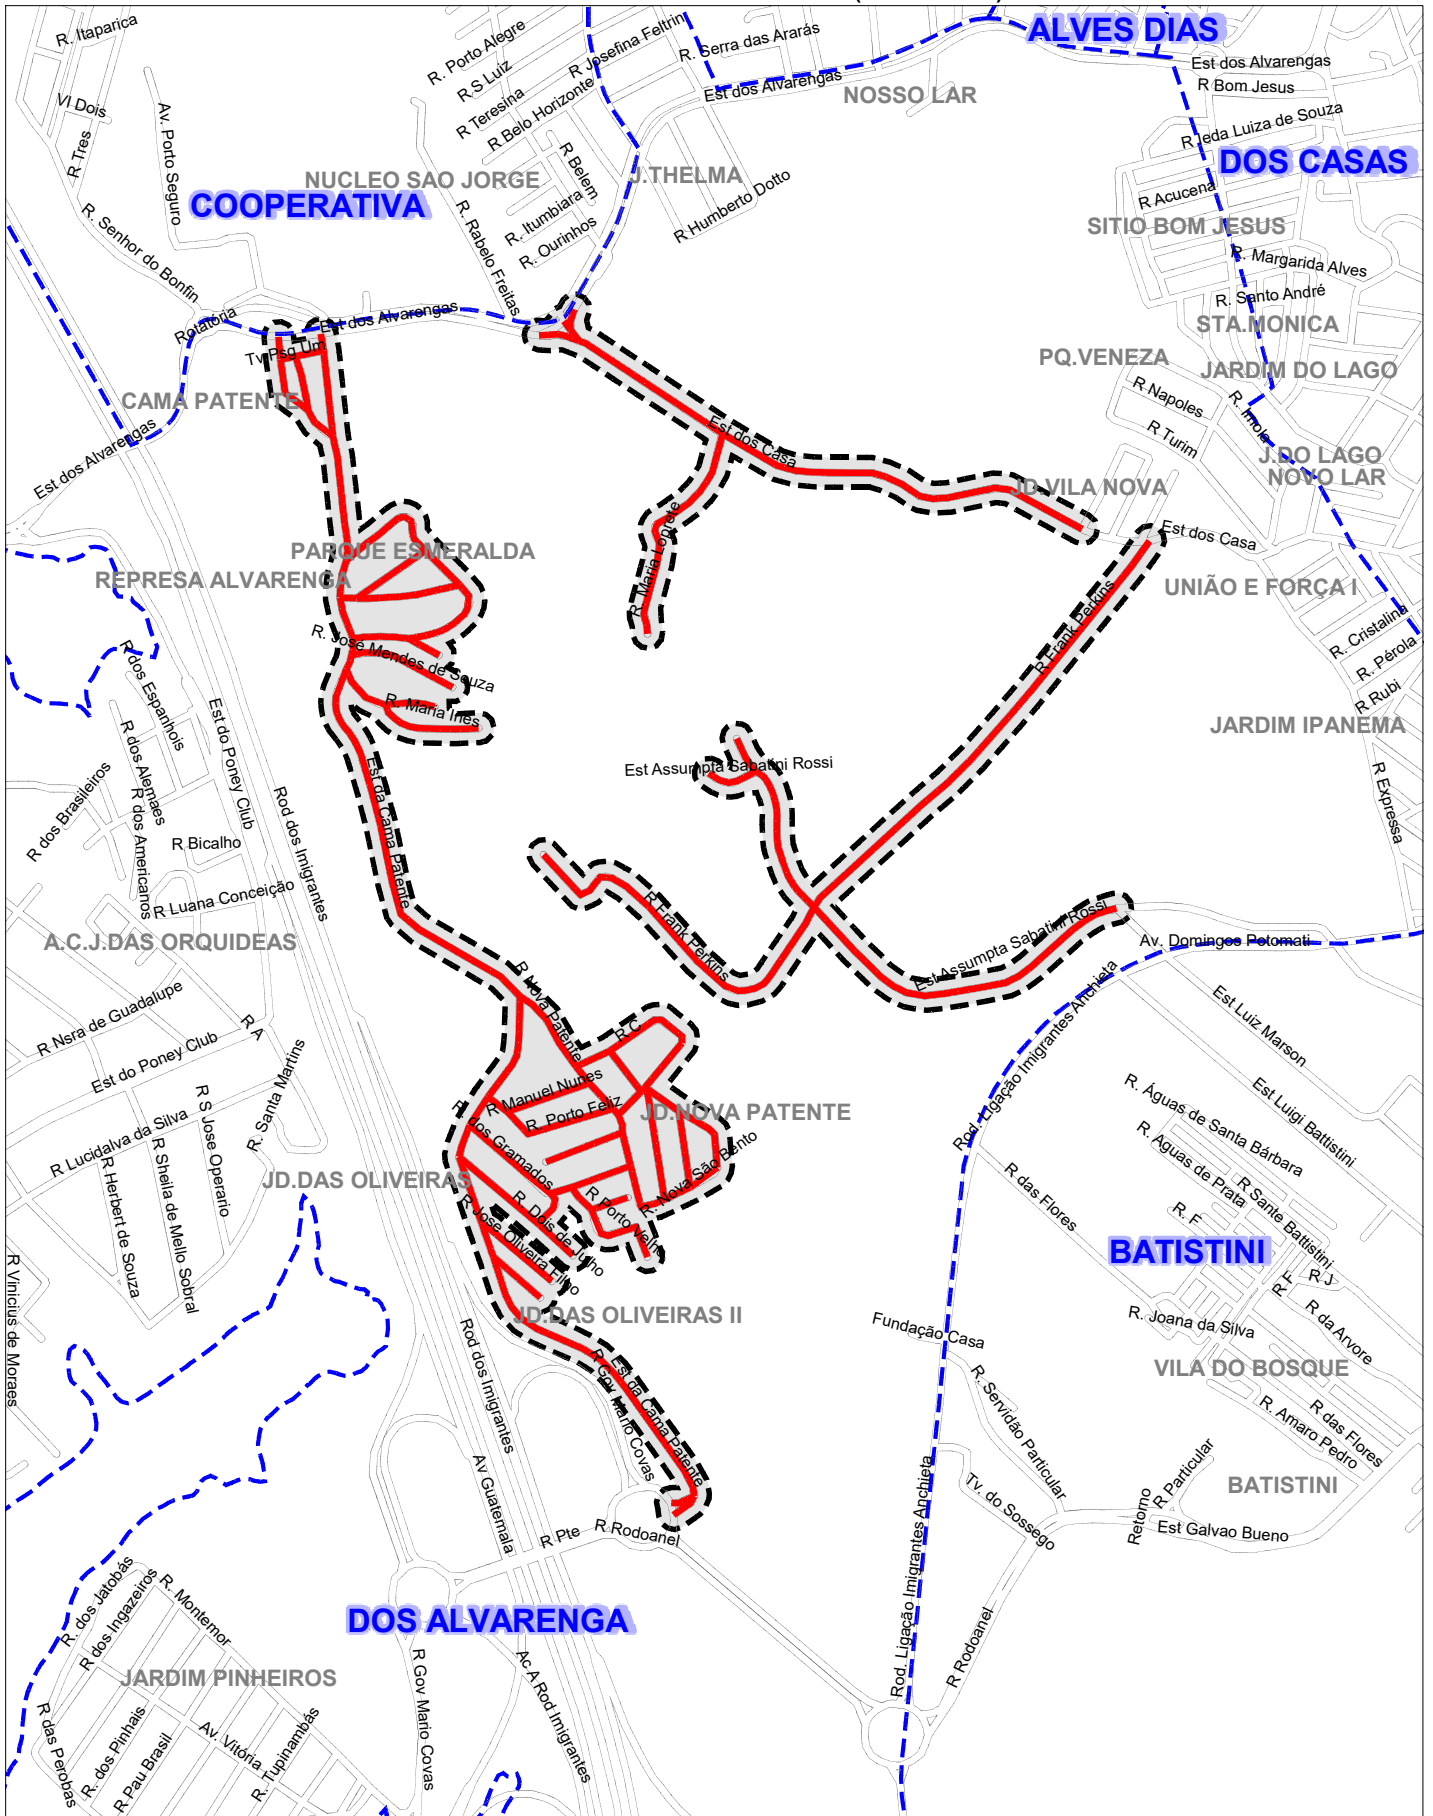 ALVES DIAS
R. Itaparica
R. Porto Alegre
R Josefina Feltrin
R. Serra das Ararás
Est dos Alvarengas
R S Luiz
R Bom Jesus
Est dos Alvarengas
NOSSO LAR
VI Dois
Av. Porto Seguro
R Teresina
R Belo Horizonte
R Ieda Luiza de Souza
R Tres
R Belem
DOS CASAS
NUCLEO SAO JORGE
J.THELMA
R Acucena
COOPERATIVA
R. Itumbiara
R Humberto Dotto
SITIO BOM JESUS
R. Senhor do Bonfin
R. Rabelo Freitas
R. Ourinhos
R. Margarida Alves
R. Santo André
Rotatória
Est dos Alvarengas
STA.MONICA
Tv Psg Um
PQ.VENEZA
JARDIM DO LAGO
CAMA PATENTE
R Napoles
R. Imola
Est dos Alvarengas
Est dos Casa
R Turim
J.DO LAGO
NOVO LAR
JD.VILA NOVA
R. Maria Loprete
Est dos Casa
PARQUE ESMERALDA
REPRESA ALVARENGA
UNIÃO E FORÇA I
R Frank Perkins
R. Cristalina
R. José Mendes de Souza
R. Pérola
R dos Espanhois
R Rubi
R. Maria Ines
JARDIM IPANEMA
R dos Alemaes
Est do Poney Club
Est Assumpta Sabatini Rossi
R dos Brasileiros
R dos Americanos
Rod dos Imigrantes
Est da Cama Patente
R Expressa
R Bicalho
R Luana Conceição
R Frank Perkins
Est Assumpta Sabatini Rossi
A.C.J.DAS ORQUIDEAS
Av. Domingos Potomati
R Nova Patente
Rod. Ligação Imigrantes Anchieta
R Nsra de Guadalupe
R A
R C
Est Luiz Marson
Est do Poney Club
R. Santa Martins
R Manuel Nunes
R. Águas de Santa Bárbara
Est Luigi Battistini
R S Jose Operario
R. Porto Feliz
JD.NOVA PATENTE
R Lucidalva da Silva
R dos Gramados
R. Aguas de Prata
R Sheila de Mello Sobral
R Herbert de Souza
JD.DAS OLIVEIRAS
R. Dois de Julho
R Porto Velho
R. Nova São Bento
R das Flores
R Sante Battistini
R. F
R José Oliveira Filho
BATISTINI
R Vinicius de Moraes
R F
R J
JD.DAS OLIVEIRAS II
Fundação Casa
R. Joana da Silva
R da Arvore
Rod dos Imigrantes
R Gov Mario Covas
Est da Cama Patente
R. Servidão Particular
VILA DO BOSQUE
R. Amaro Pedro
R das Flores
Av Guatemala
Rod. Ligação Imigrantes Anchieta
Tv. do Sossego
R Particular
BATISTINI
R Pte
R Rodoanel
Retorno
Est Galvao Bueno
R. dos Jatobás
R dos Ingazeiros
R. Montemor
DOS ALVARENGA
R Rodoanel
JARDIM PINHEIROS
R Gov Mario Covas
Ac A Rod Imigrantes
R das Perobas
R. dos Pinhais
R Pau Brasil
Av. Vitória
R. Tupinambás